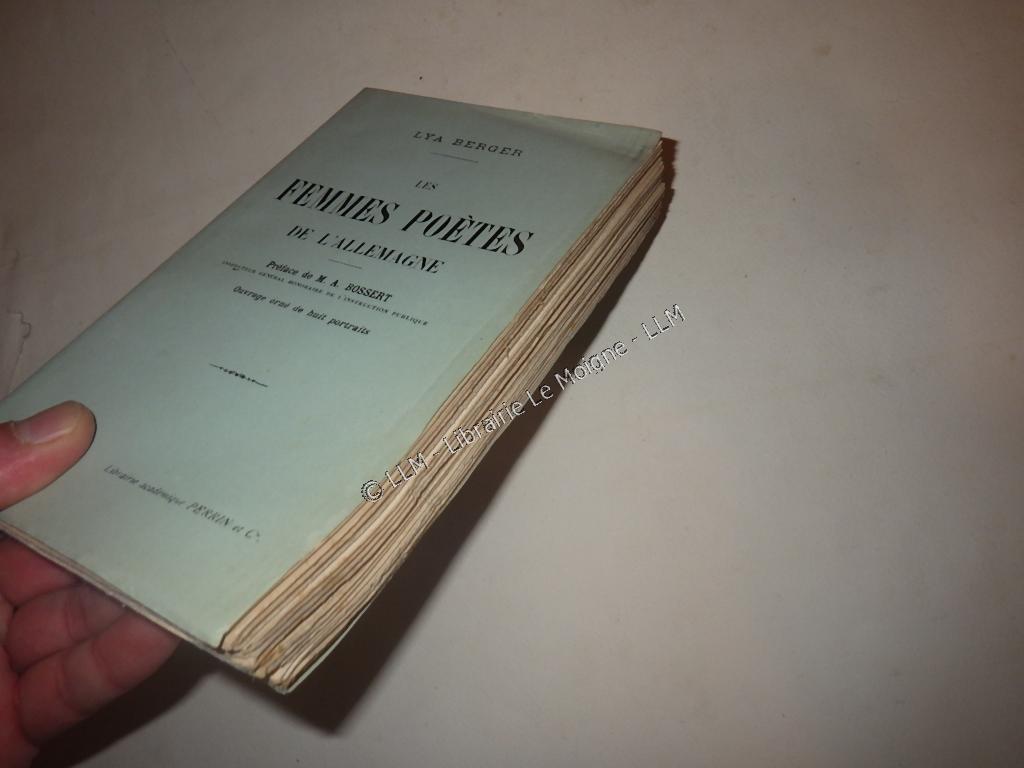 LYA BERGER
LES
FEMMES POÈTES
DE L'ALLEMAGNE
Préface de M. A. BOSSERT
INSPECTEUR GÉNÉRAL HONORAIRE DE L'INSTRUCTION PUBLIQUE
Ouvrage orné de huit portraits
Librairie académique PERRIN et Cie.
© LLM - Librairie Le Moigne - LLM